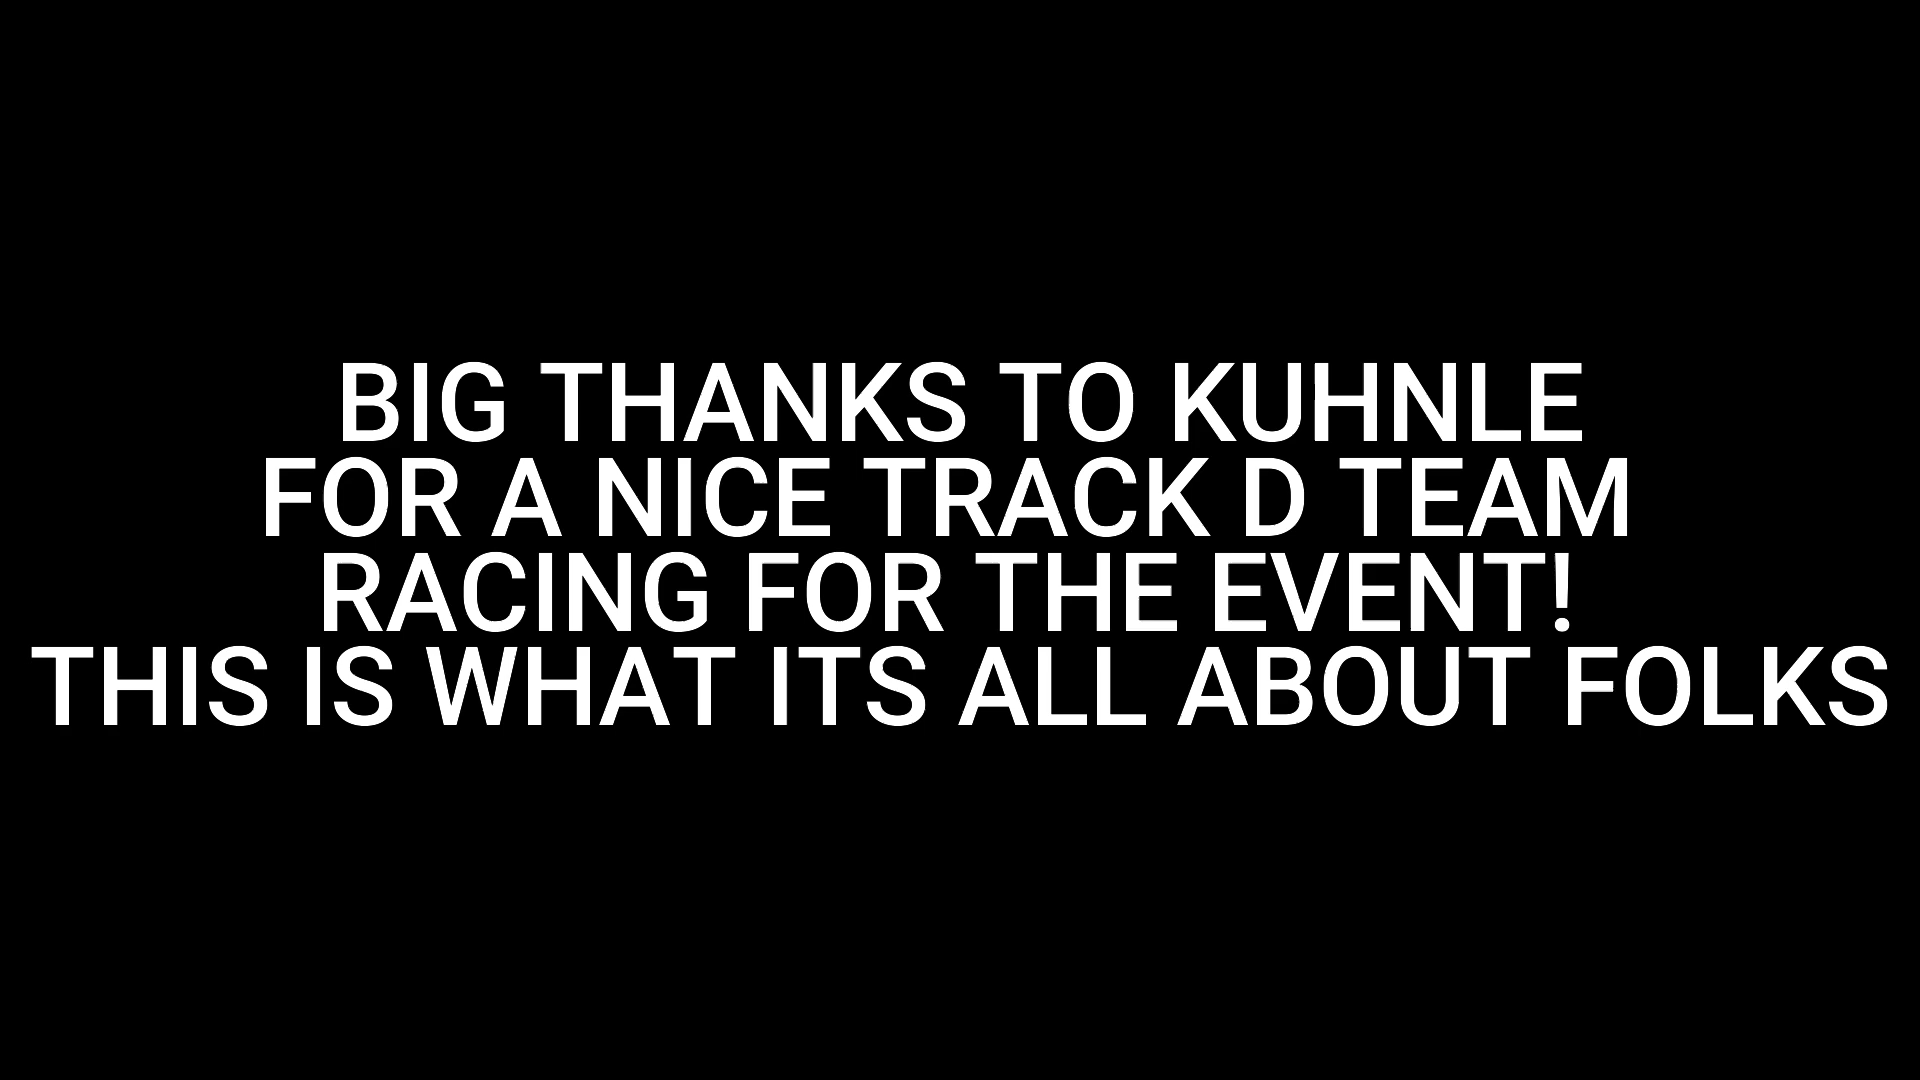 BIG THANKS TO KUHNLE
FOR A NICE TRACK D TEAM
RACING FOR THE EVENT!
THIS IS WHAT ITS ALL ABOUT FOLKS